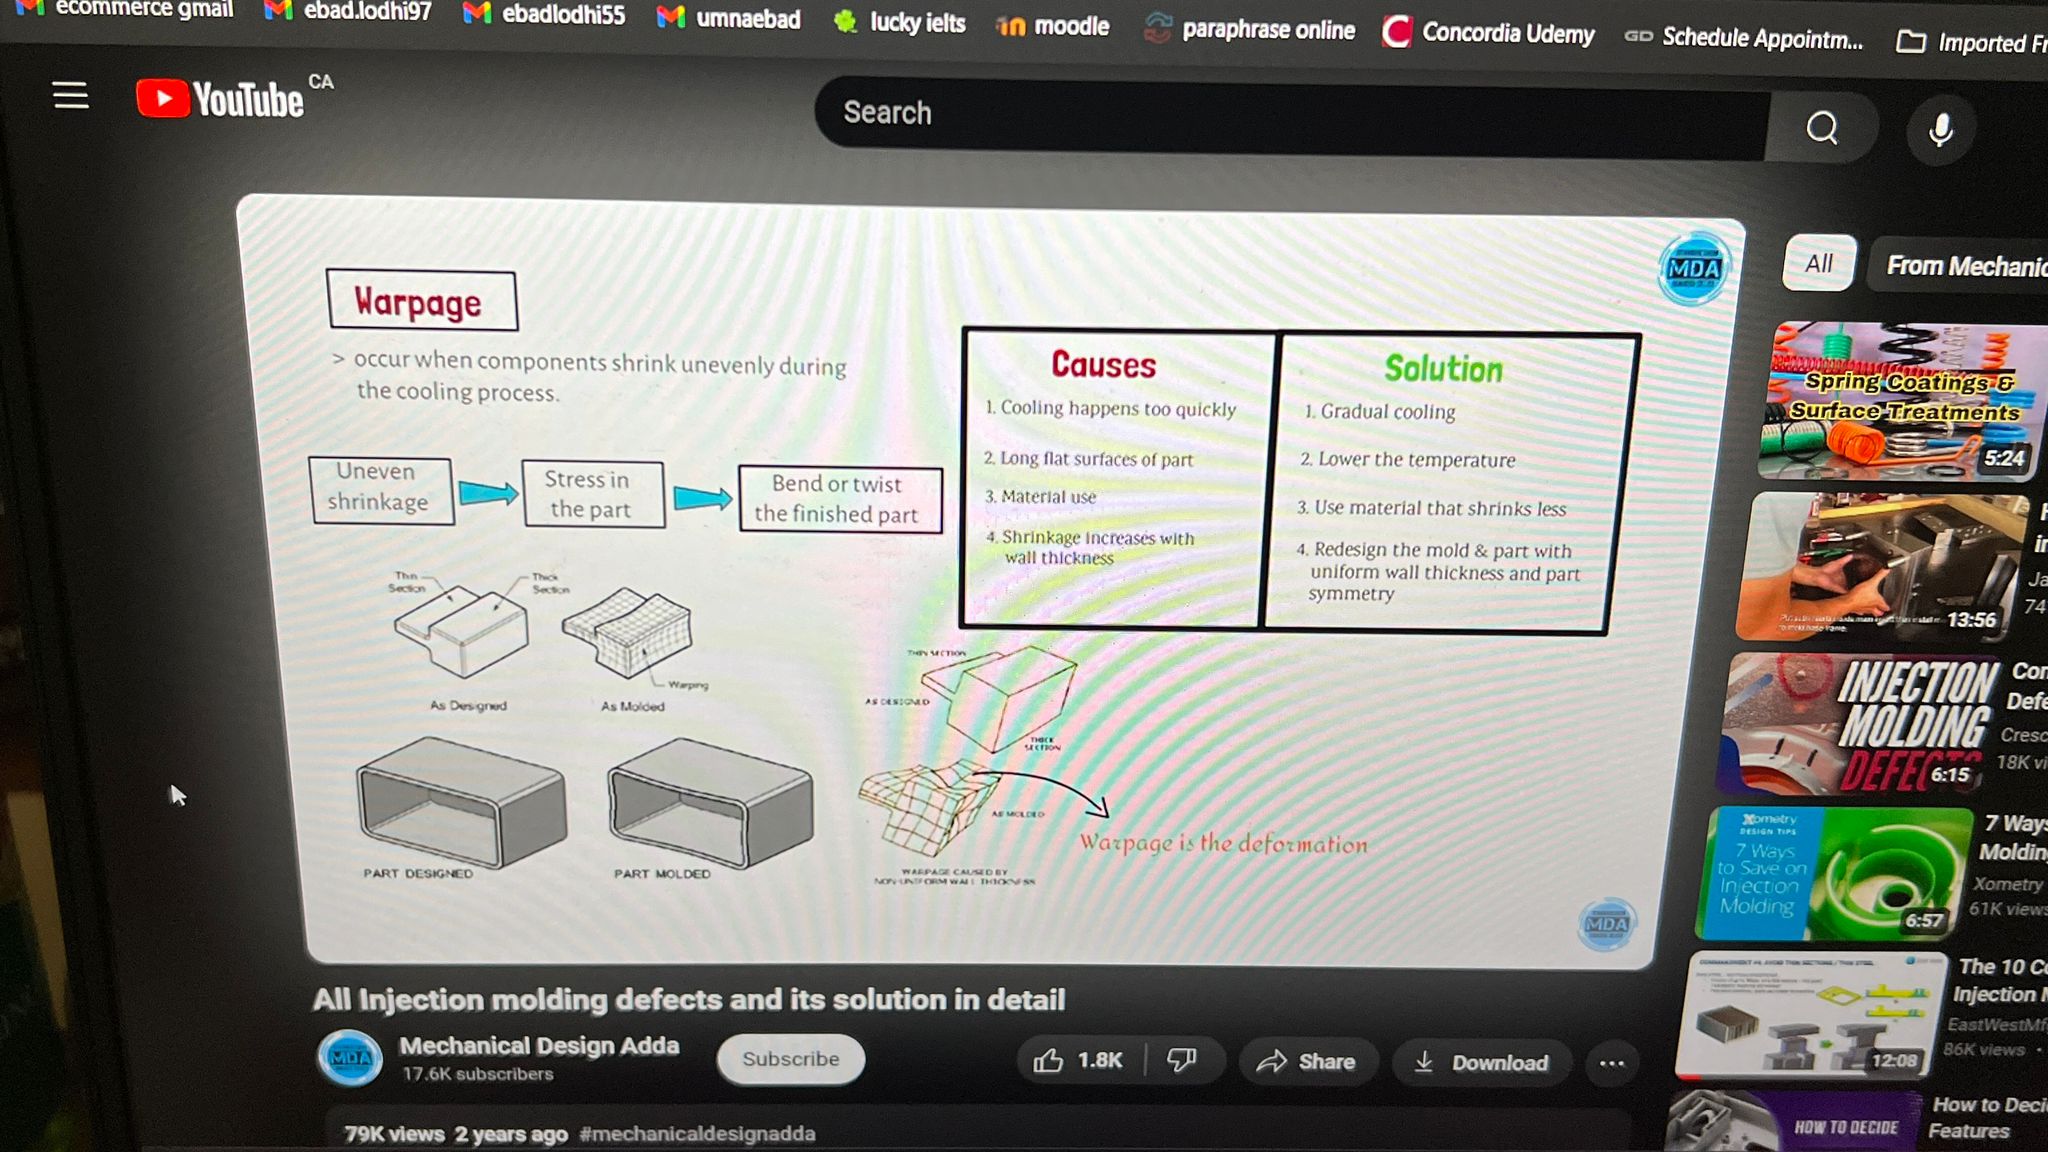 ecommerce gmail
ebad.lodhi97
ebadlodhi55
umnaebad
lucky ielts
moodle
paraphrase online
Concordia Udemy
GD Schedule Appointm...
Imported Fr
YouTube CA
Search
MDA
Warpage
> occur when components shrink unevenly during
the cooling process.
Uneven
shrinkage
Stress in
the part
Bend or twist
the finished part
Causes
1. Cooling happens too quickly
2. Long flat surfaces of part
3. Material use
4. Shrinkage increases with
wall thickness
Solution
1. Gradual cooling
2. Lower the temperature
3. Use material that shrinks less
4. Redesign the mold & part with
uniform wall thickness and part
symmetry
Thin
Section
Thick
Section
Warping
As Designed
As Molded
THIN SECTION
AS DESIGNED
THICK
SECTION
AS MOLDED
WARPAGE CAUSED BY
NON-UNIFORM WALL THICKNESS
Warpage is the deformation
PART DESIGNED
PART MOLDED
MDA
All Injection molding defects and its solution in detail
MDA
Mechanical Design Adda
17.6K subscribers
Subscribe
1.8K
Share
Download
79K views 2 years ago #mechanicaldesignadda
All
From Mechanic
Spring Coatings &
Surface Treatments
5:24
13:56
Ja
74
INJECTION
MOLDING
DEFECTS
6:15
Con
Defe
Cresc
18K vi
Xometry
DESIGN TIPS
7 Ways
to Save on
Injection
Molding
6:57
7 Ways
Molding
Xometry
61K views
12:08
The 10 Co
Injection M
EastWestMf
86K views
HOW TO DECIDE
How to Deci
Features